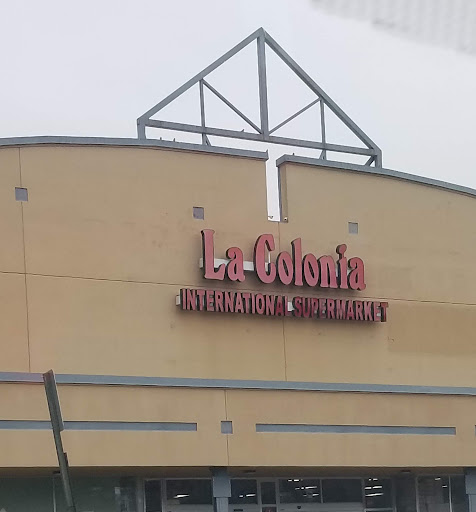 La Colonia
INTERNATIONAL SUPERMARKET